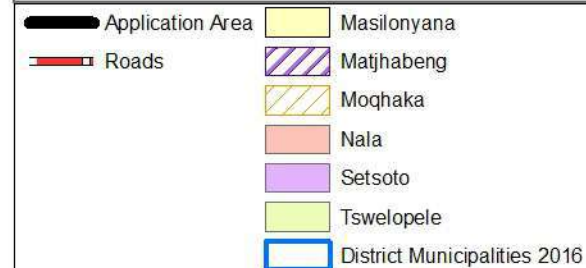 Application Area
Roads
Masilonyana
Matjhabeng
Moqhaka
Nala
Setsoto
Tswelopele
District Municipalities 2016